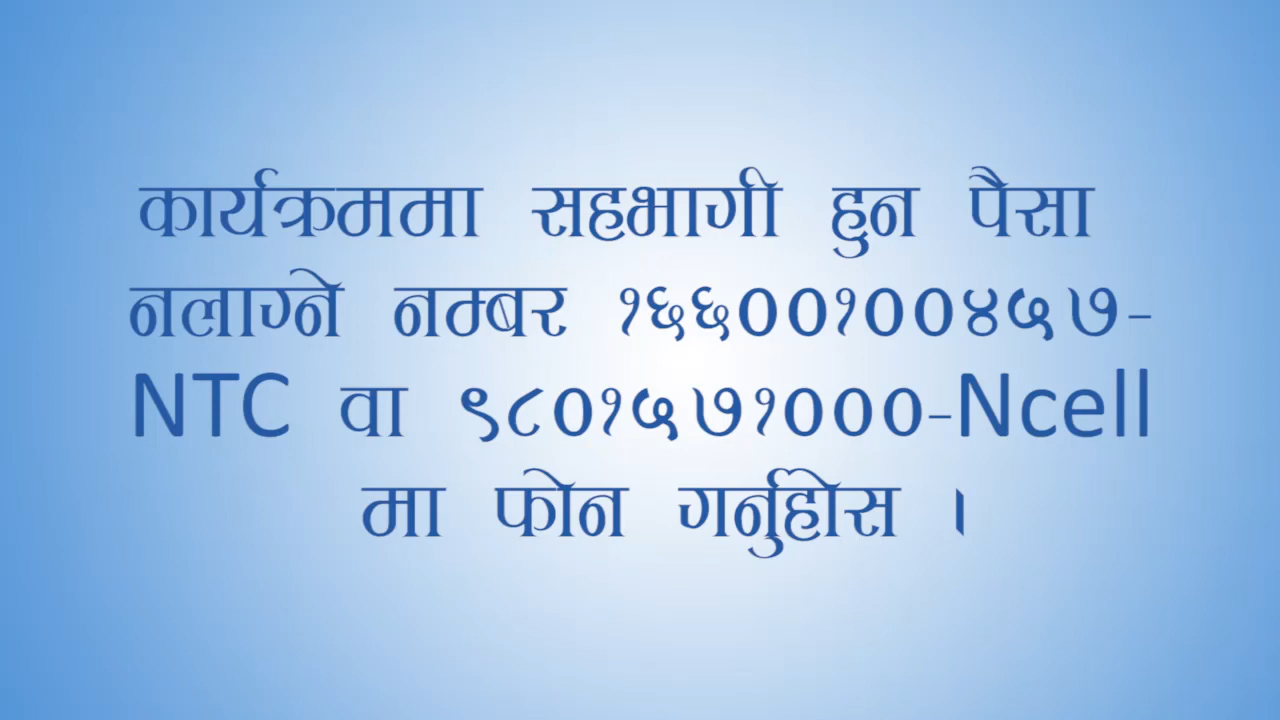 कार्यक्रममा सहभागी हुन पैसा
नलाग्ने नम्बर १६६००१००४५७-
NTC वा ९८०१५७१०००-Ncell
मा फोन गर्नुहोस ।